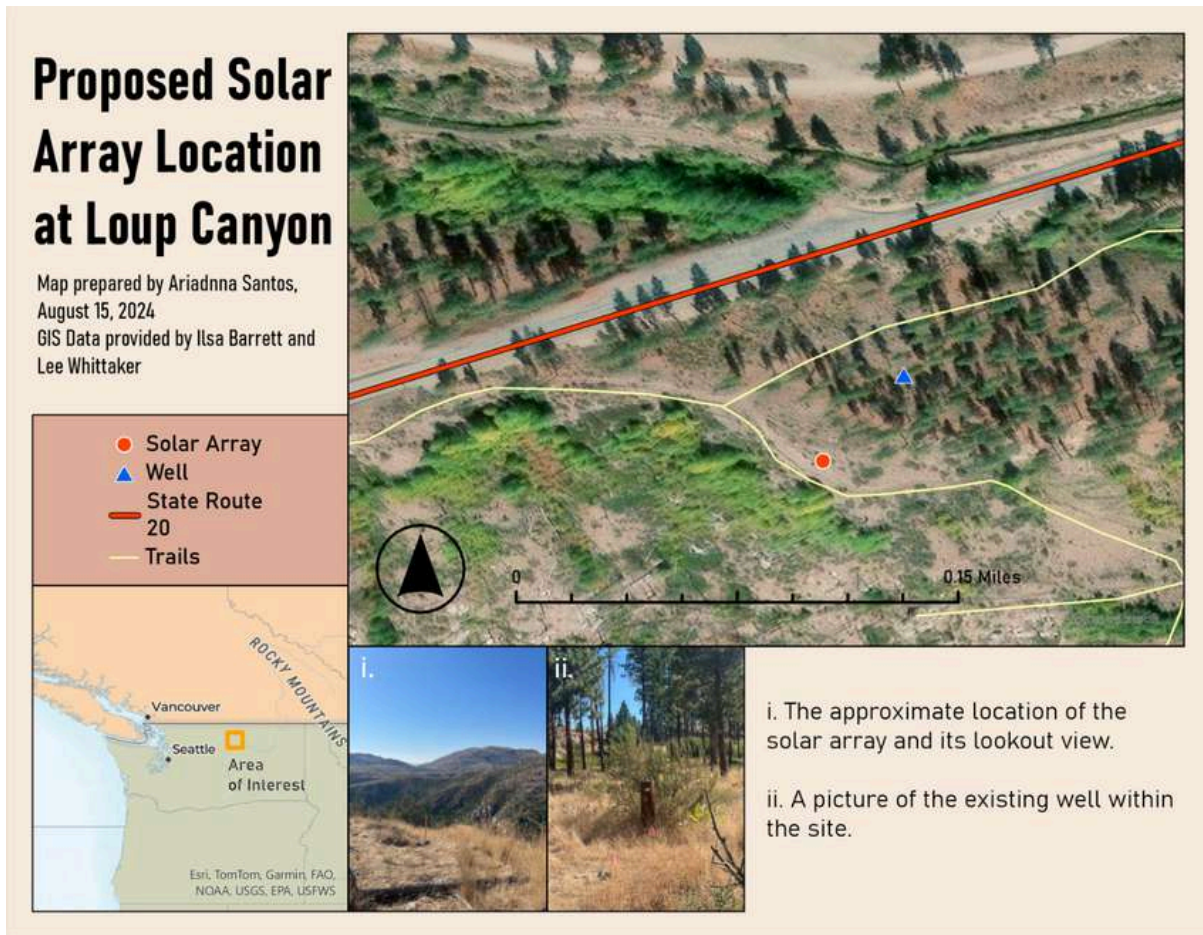 Proposed Solar
Array Location
at Loup Canyon
Map prepared by Ariadnna Santos,
August 15, 2024
GIS Data provided by Ilsa Barrett and
Lee Whittaker
Solar Array
Well
State Route
20
Trails
0
0.15 Miles
ROCKY MOUNTAINS
Vancouver
Seattle
Area
of Interest
Esri, TomTom, Garmin, FAO,
NOAA, USGS, EPA, USFWS
i.
ii.
i. The approximate location of the
solar array and its lookout view.
ii. A picture of the existing well within
the site.